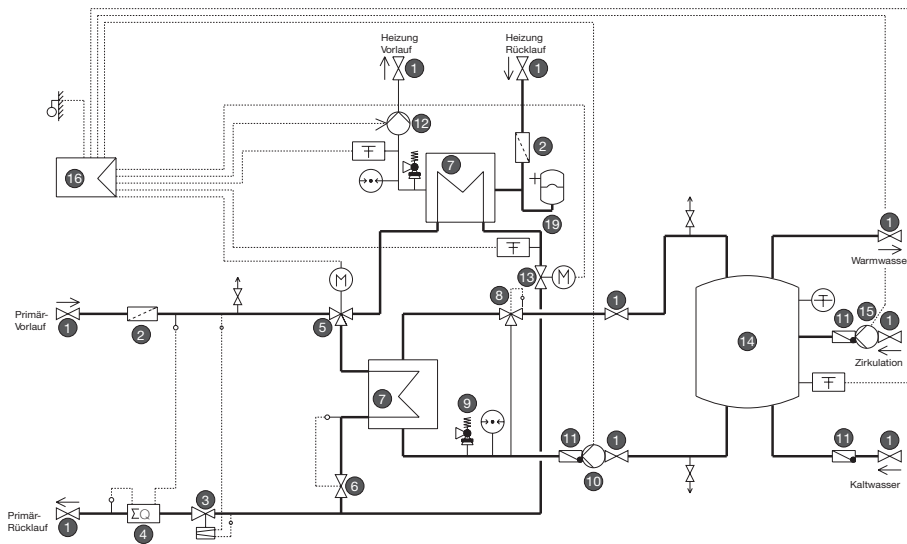 Heizung
Vorlauf
Heizung
Rücklauf
1
1
12
2
7
16
19
1
Warmwasser
M
13
M
8
Primär-
Vorlauf
1
2
5
1
14
11
15
1
Zirkulation
7
9
11
1
10
11
1
Kaltwasser
6
3
Primär-
Rücklauf
1
ΣQ
4